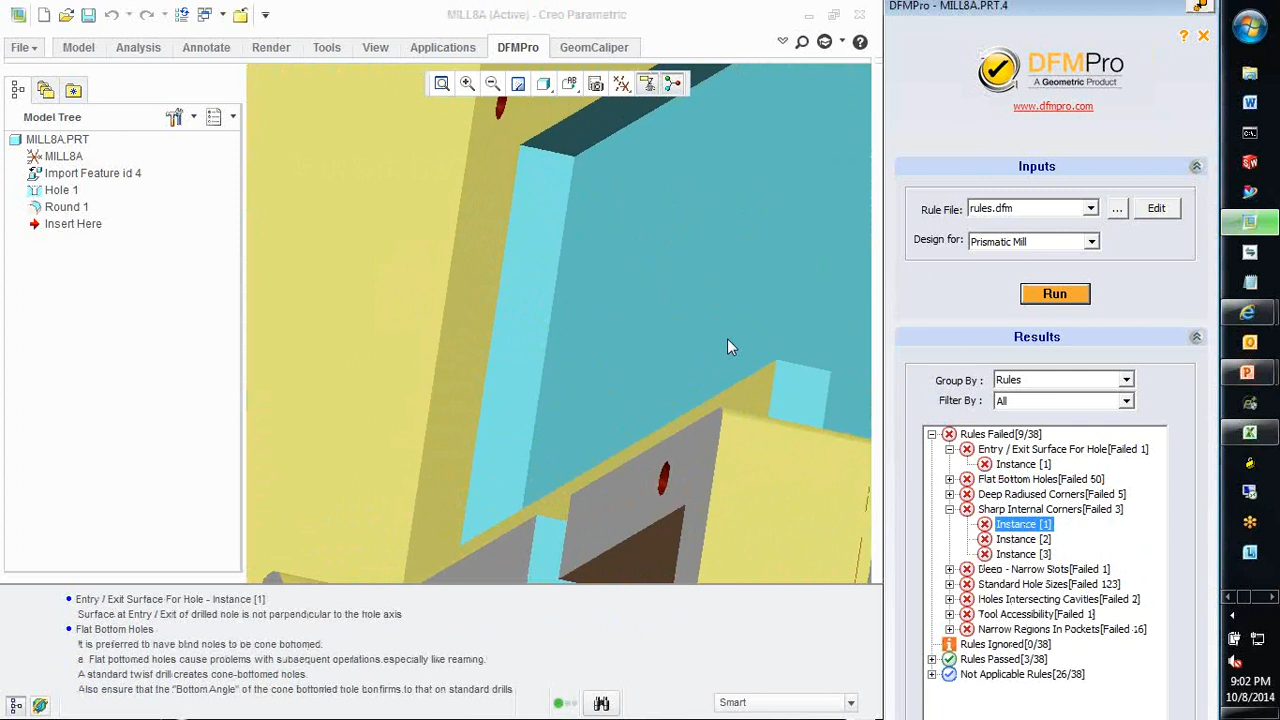 MILL8A (Active) - Creo Parametric
DFMPro - MILL8A.PRT.4
File Model Analysis Annotate Render Tools View Applications DFMPro GeomCaliper
Model Tree
MILL8A.PRT
MILL8A
Import Feature id 4
Hole 1
Round 1
Insert Here
DFMPro
A Geometric Product
www.dfmpro.com
Inputs
Rule File: rules.dfm ... Edit
Design for: Prismatic Mill
Run
Results
Group By : Rules
Filter By : All
Rules Failed[9/38]
Entry / Exit Surface For Hole[Failed 1]
Instance [1]
Flat Bottom Holes[Failed 50]
Deep Radiused Corners[Failed 5]
Sharp Internal Corners[Failed 3]
Instance [1]
Instance [2]
Instance [3]
Deep - Narrow Slots[Failed 1]
Standard Hole Sizes[Failed 123]
Holes Intersecting Cavities[Failed 2]
Tool Accessibility[Failed 1]
Narrow Regions In Pockets[Failed 16]
Rules Ignored[0/38]
Rules Passed[3/38]
Not Applicable Rules[26/38]
Entry / Exit Surface For Hole - Instance [1]
Surface at Entry / Exit of drilled hole is not perpendicular to the hole axis
Flat Bottom Holes
It is preferred to have blind holes to be cone bottomed.
a Flat pottomed holes cause problems with subsequent operations.especially like reaming.
A standard twist drill creates cone-bottomed holes.
Also ensure that the "Bottom Angle" of the cone bottomed hole confirms to that on standard drills
Smart
9:02 PM
10/8/2014